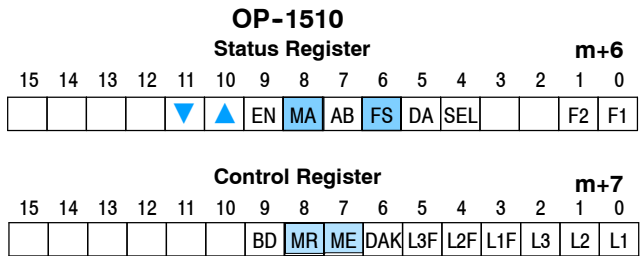 OP-1510
Status Register m+6
15 14 13 12 11 10 9 8 7 6 5 4 3 2 1 0
▼ ▲ EN MA AB FS DA SEL F2 F1
Control Register m+7
15 14 13 12 11 10 9 8 7 6 5 4 3 2 1 0
BD MR ME DAK L3F L2F L1F L3 L2 L1